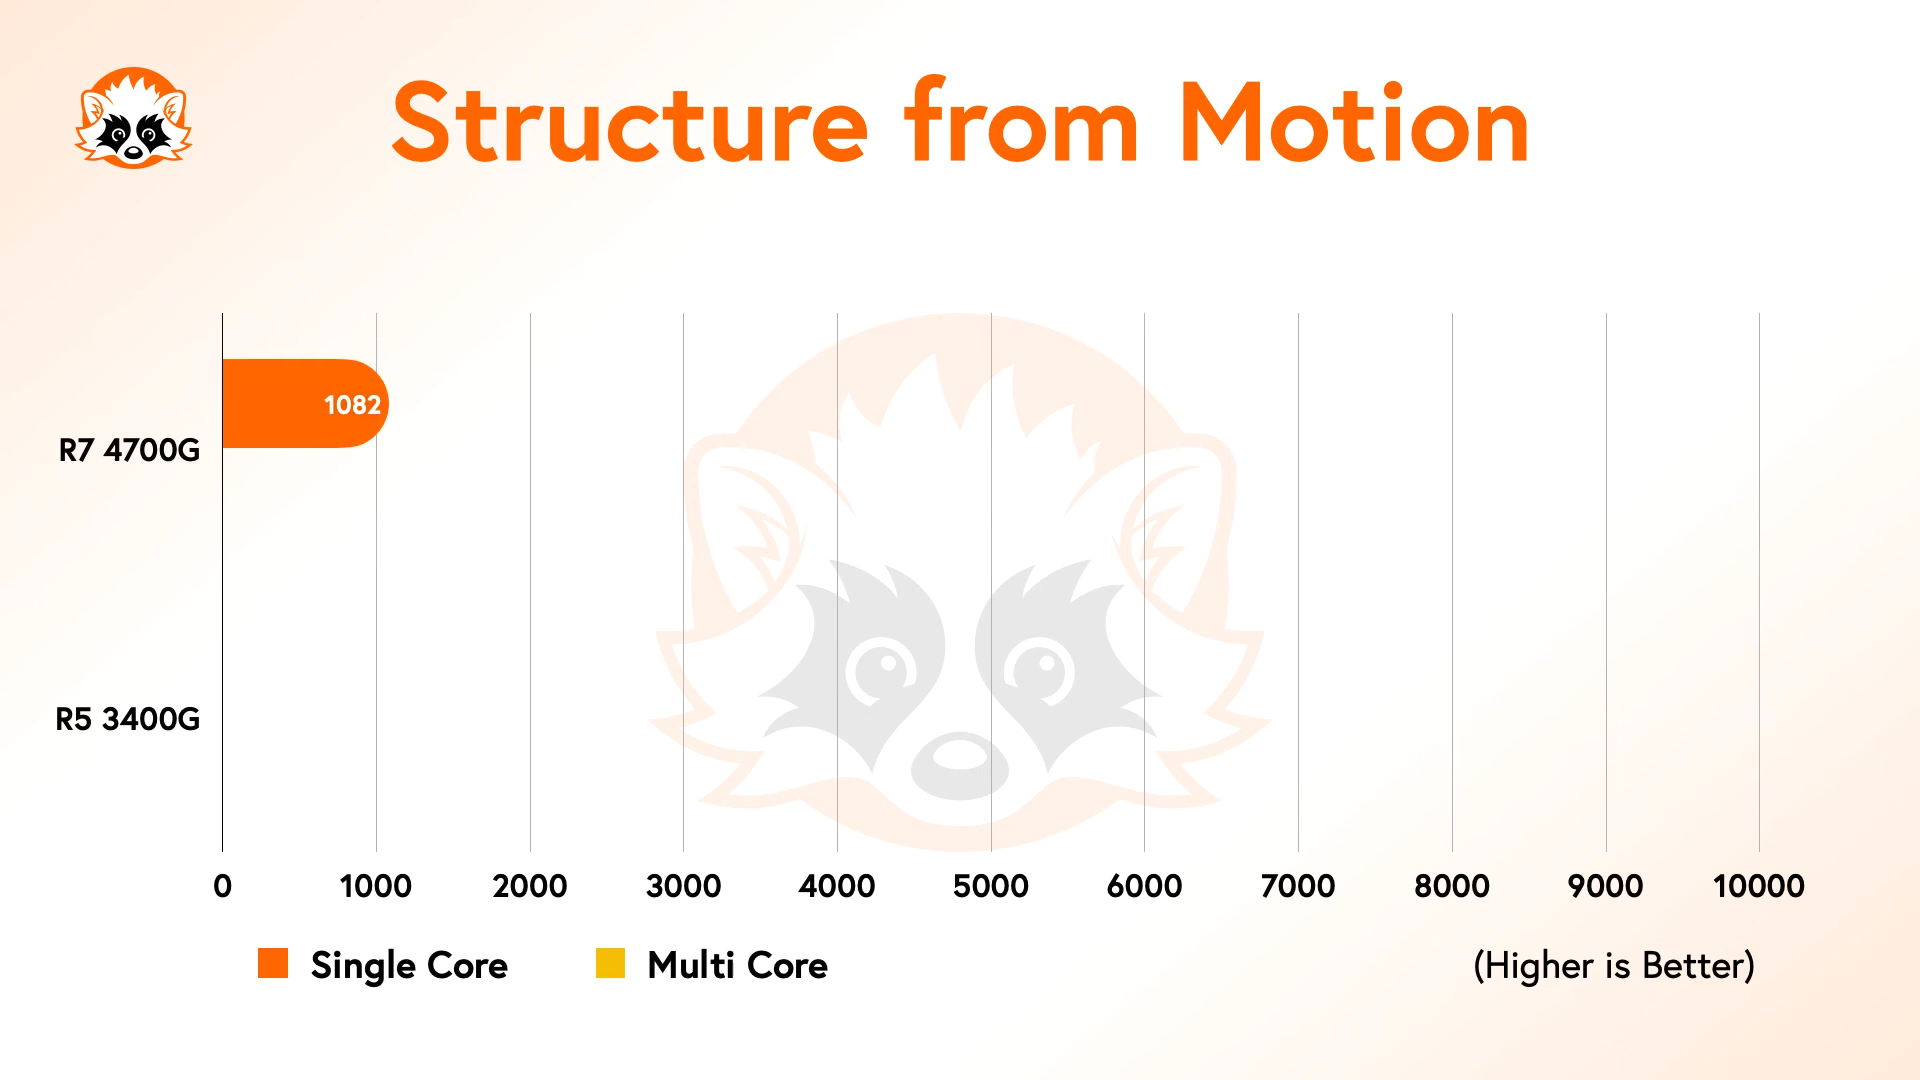 Structure from Motion
1082
R7 4700G
R5 3400G
0 1000 2000 3000 4000 5000 6000 7000 8000 9000 10000
Single Core Multi Core (Higher is Better)